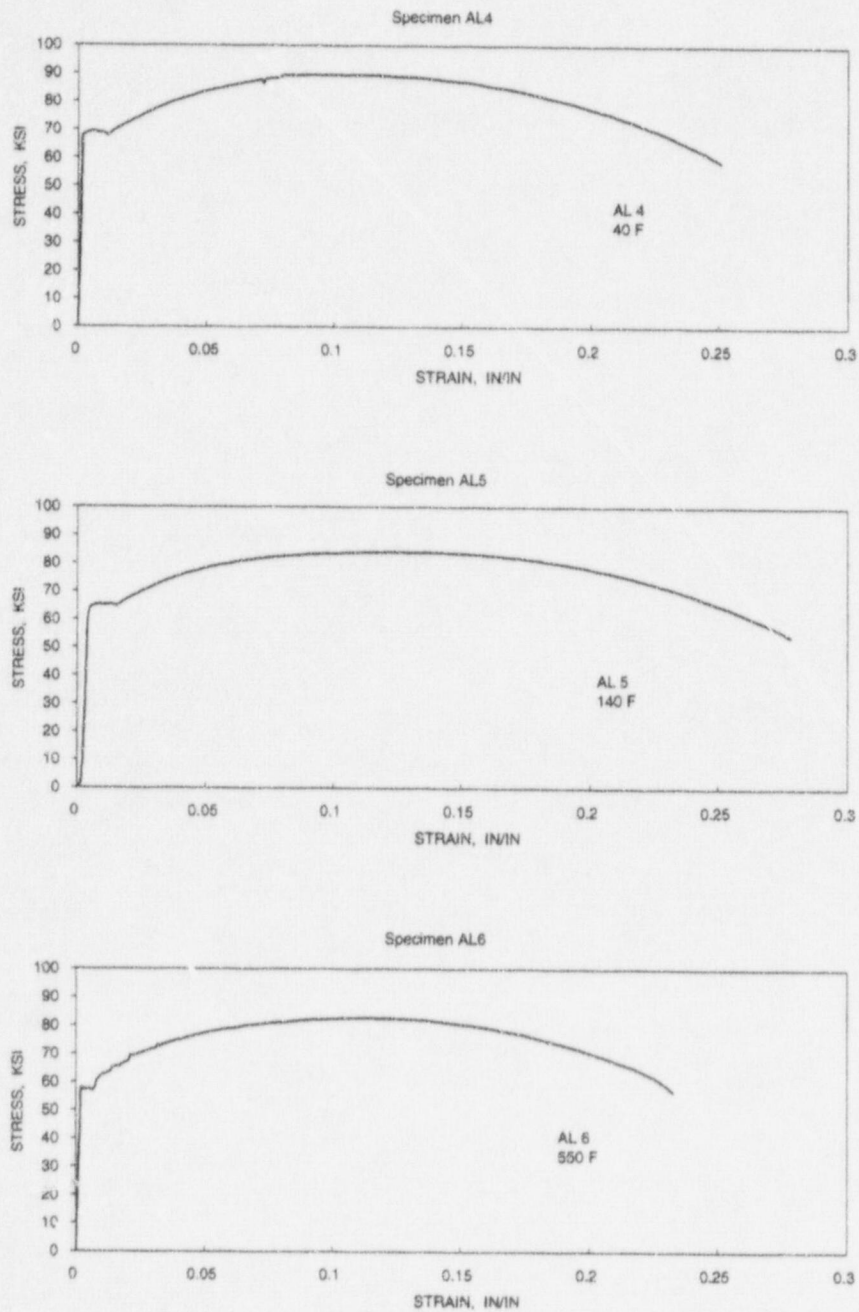 Specimen AL4
100
90
80
70
60
50
40
30
20
10
0
STRESS, KSI
AL 4
40 F
0 0.05 0.1 0.15 0.2 0.25 0.3
STRAIN, IN/IN
Specimen AL5
100
90
80
70
60
50
40
30
20
10
0
STRESS, KSI
AL 5
140 F
0 0.05 0.1 0.15 0.2 0.25 0.3
STRAIN, IN/IN
Specimen AL6
100
90
80
70
60
50
40
30
20
10
0
STRESS, KSI
AL 6
550 F
0 0.05 0.1 0.15 0.2 0.25 0.3
STRAIN, IN/IN